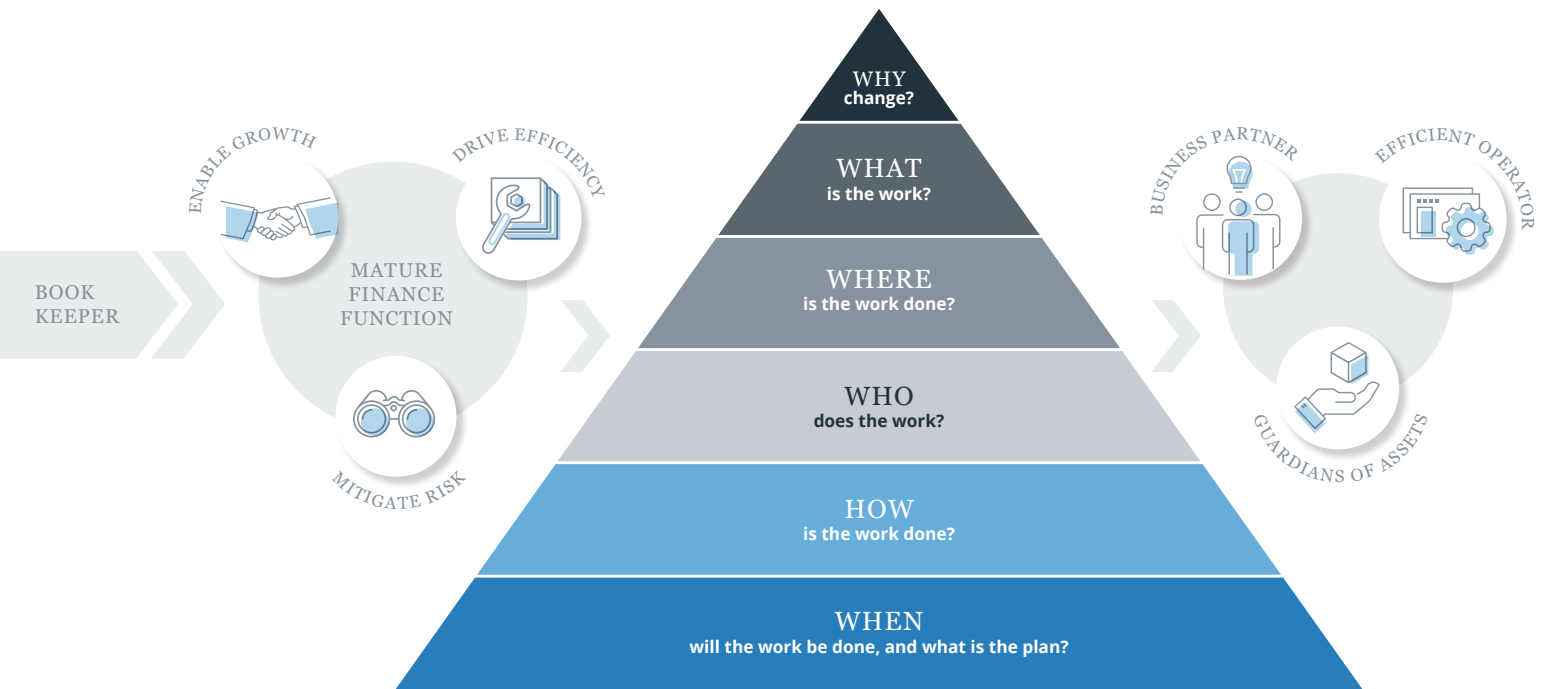 BOOK
KEEPER
ENABLE GROWTH
DRIVE EFFICIENCY
MATURE
FINANCE
FUNCTION
MITIGATE RISK
WHY
change?
WHAT
is the work?
WHERE
is the work done?
WHO
does the work?
HOW
is the work done?
WHEN
will the work be done, and what is the plan?
BUSINESS PARTNER
EFFICIENT OPERATOR
GUARDIANS OF ASSETS